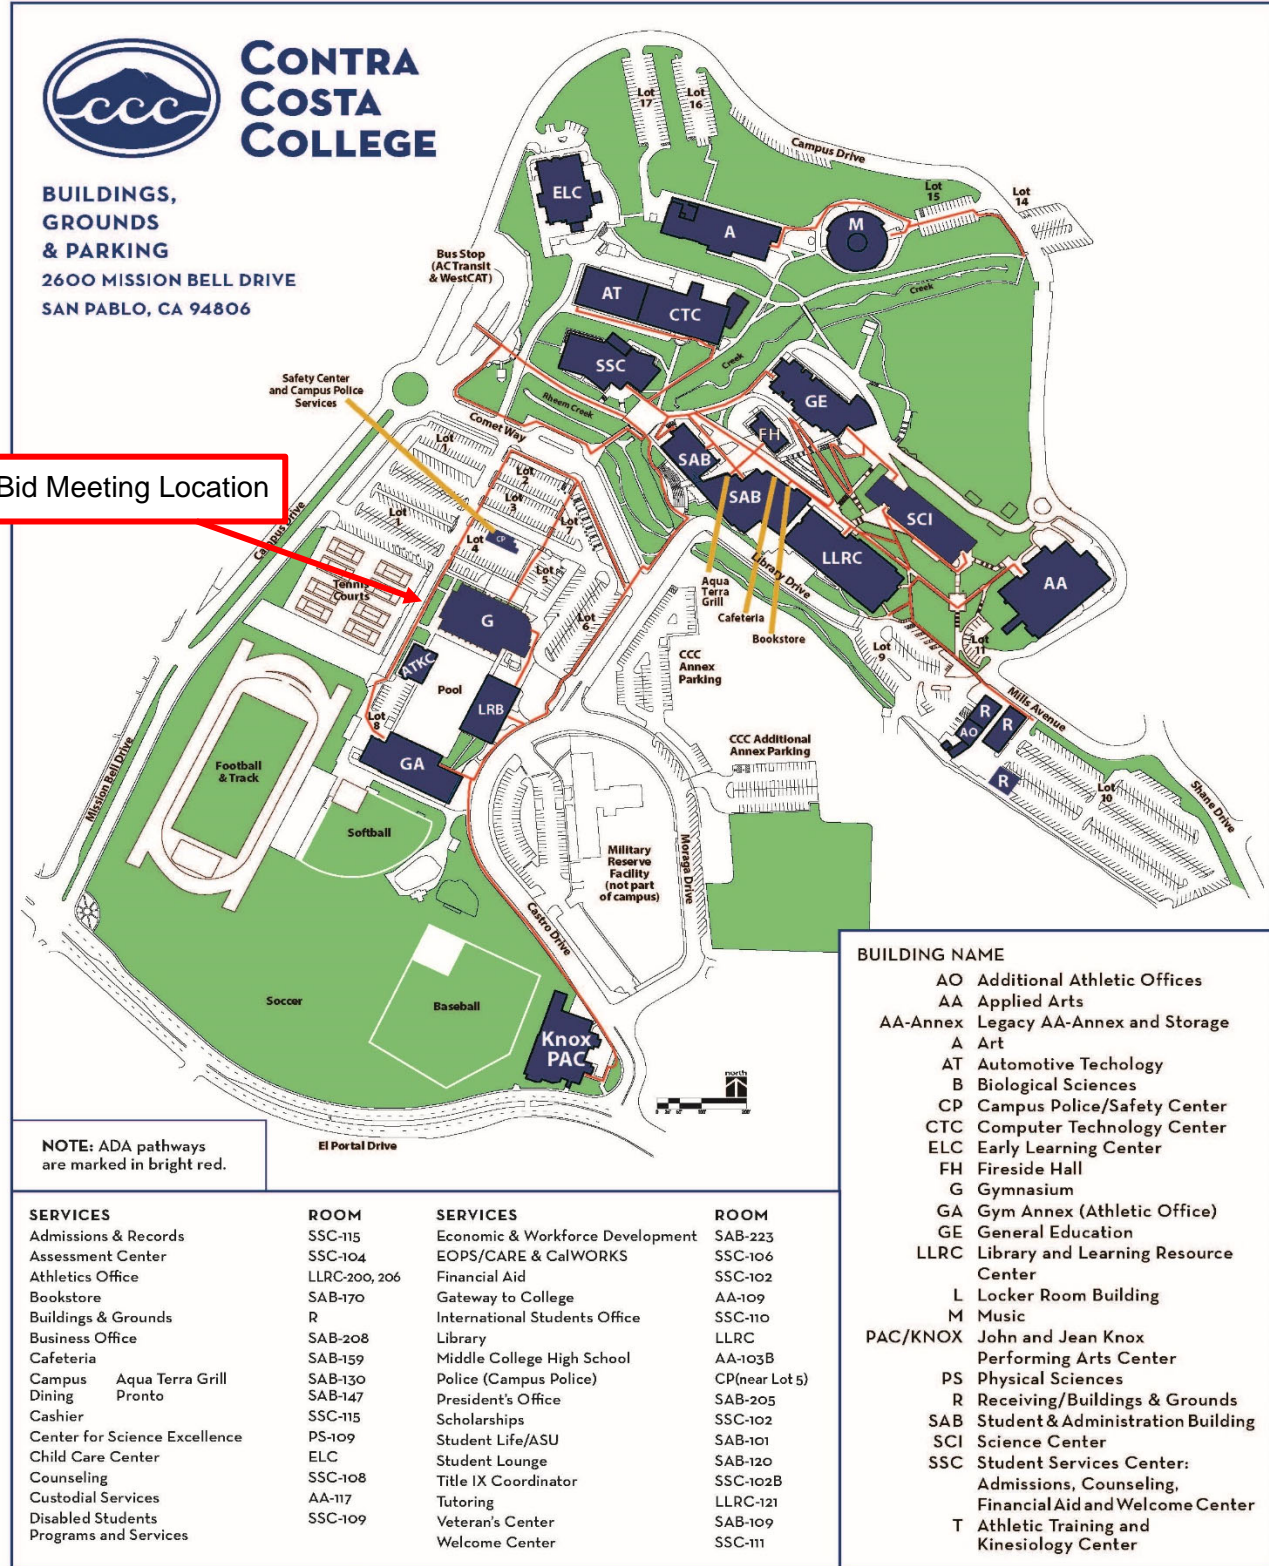 CONTRA
COSTA
COLLEGE
ccc
BUILDINGS,
GROUNDS
& PARKING
2600 MISSION BELL DRIVE
SAN PABLO, CA 94806
Lot
17
Lot
16
Campus Drive
Lot
15
Lot
14
ELC
A
M
Bus Stop
(AC Transit
& WestCAT)
AT
CTC
Creek
Creek
SSC
Safety Center
and Campus Police
Services
Rheem Creek
GE
FH
Comet Way
Lot
1
SAB
SAB
Lot
2
Lot
3
Lot
7
Bid Meeting Location
Campus Drive
Lot
1
Lot
4
CP
Lot
5
SCI
LLRC
AA
Library Drive
Aqua
Terra
Grill
Cafeteria
Bookstore
Tennis
Courts
G
Lot
6
CCC
Annex
Parking
Lot
9
Lot
11
ATKC
Pool
LRB
Lot
8
GA
Mills Avenue
R
R
AO
R
CCC Additional
Annex Parking
Lot
10
Shane Drive
Football
& Track
Mission Bell Drive
Softball
Military
Reserve
Facility
(not part
of campus)
Moraga Drive
Castro Drive
Soccer
Baseball
Knox
PAC
north
El Portal Drive
NOTE: ADA pathways
are marked in bright red.
BUILDING NAME
AO Additional Athletic Offices
AA Applied Arts
AA-Annex Legacy AA-Annex and Storage
A Art
AT Automotive Techology
B Biological Sciences
CP Campus Police/Safety Center
CTC Computer Technology Center
ELC Early Learning Center
FH Fireside Hall
G Gymnasium
GA Gym Annex (Athletic Office)
GE General Education
LLRC Library and Learning Resource
Center
L Locker Room Building
M Music
PAC/KNOX John and Jean Knox
Performing Arts Center
PS Physical Sciences
R Receiving/Buildings & Grounds
SAB Student & Administration Building
SCI Science Center
SSC Student Services Center:
Admissions, Counseling,
Financial Aid and Welcome Center
T Athletic Training and
Kinesiology Center
SERVICES ROOM
Admissions & Records SSC-115
Assessment Center SSC-104
Athletics Office LLRC-200, 206
Bookstore SAB-170
Buildings & Grounds R
Business Office SAB-208
Cafeteria SAB-159
Campus Aqua Terra Grill SAB-130
Dining Pronto SAB-147
Cashier SSC-115
Center for Science Excellence PS-109
Child Care Center ELC
Counseling SSC-108
Custodial Services AA-117
Disabled Students SSC-109
Programs and Services
SERVICES ROOM
Economic & Workforce Development SAB-223
EOPS/CARE & CalWORKS SSC-106
Financial Aid SSC-102
Gateway to College AA-109
International Students Office SSC-110
Library LLRC
Middle College High School AA-103B
Police (Campus Police) CP(near Lot 5)
President's Office SAB-205
Scholarships SSC-102
Student Life/ASU SAB-101
Student Lounge SAB-120
Title IX Coordinator SSC-102B
Tutoring LLRC-121
Veteran's Center SAB-109
Welcome Center SSC-111